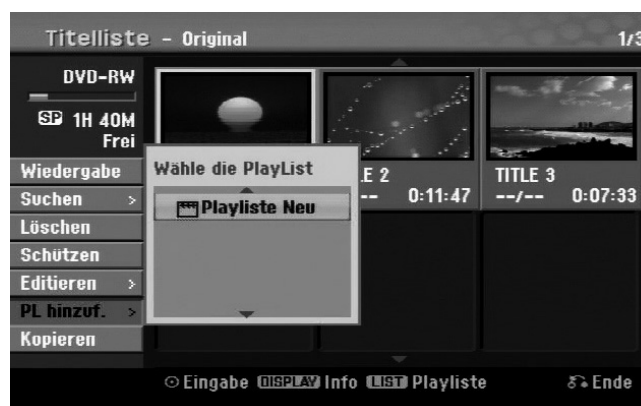 Titelliste – Original 1/3
DVD-RW
SP 1H 40M
Frei
Wiedergabe
Suchen >
Löschen
Schützen
Editieren >
PL hinzuf. >
Kopieren
Wähle die PlayList
Playliste Neu
LE 2
-- 0:11:47
TITLE 3
--/-- 0:07:33
Eingabe DISPLAY Info LIST Playliste Ende